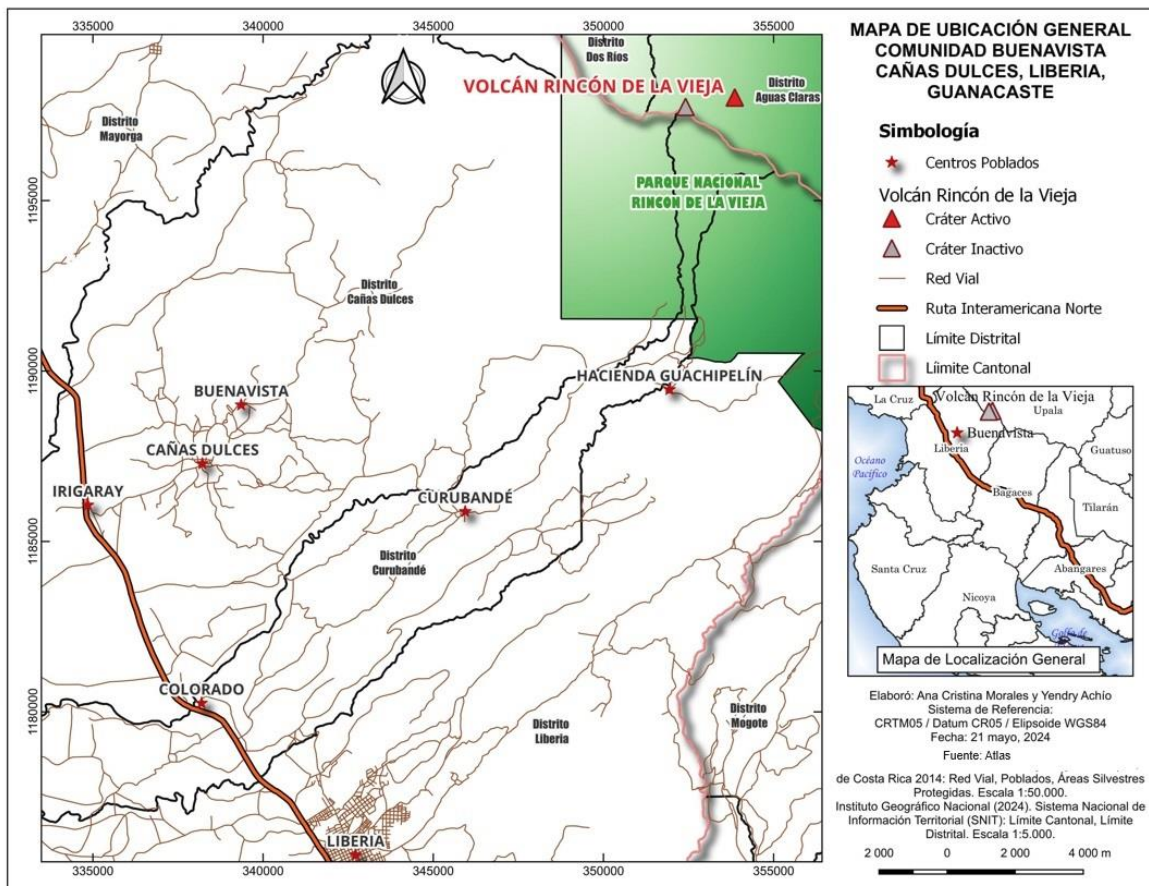 335000 340000 345000 350000 355000
MAPA DE UBICACIÓN GENERAL
COMUNIDAD BUENAVISTA
CAÑAS DULCES, LIBERIA,
GUANACASTE
Distrito
Dos Ríos
VOLCÁN RINCÓN DE LA VIEJA
Distrito
Aguas Claras
Distrito
Mayorga
PARQUE NACIONAL
RINCÓN DE LA VIEJA
Distrito
Cañas Dulces
HACIENDA GUACHIPELÍN
BUENAVISTA
CAÑAS DULCES
IRIGARAY
CURUBANDÉ
Distrito
Curubandé
COLORADO
Distrito
Liberia
Distrito
Mogote
LIBERIA
1195000
1190000
1185000
1180000
1195000
1190000
1185000
1180000
335000 340000 345000 350000 355000
Simbología
Centros Poblados
Volcán Rincón de la Vieja
Cráter Activo
Cráter Inactivo
Red Vial
Ruta Interamericana Norte
Límite Distrital
Líimite Cantonal
La Cruz
Volcán Rincón de la Vieja
Upala
Buenavista
Liberia
Guatuso
Océano
Pacífico
Bagaces
Tilarán
Santa Cruz
Abangares
Nicoya
Golfo de
Mapa de Localización General
Elaboró: Ana Cristina Morales y Yendry Achío
Sistema de Referencia:
CRTM05 / Datum CR05 / Elipsoide WGS84
Fecha: 21 mayo, 2024
Fuente: Atlas
de Costa Rica 2014: Red Vial, Poblados, Áreas Silvestres
Protegidas. Escala 1:50.000.
Instituto Geográfico Nacional (2024). Sistema Nacional de
Información Territorial (SNIT): Límite Cantonal, Límite
Distrital. Escala 1:5.000.
2 000 0 2 000 4 000 m